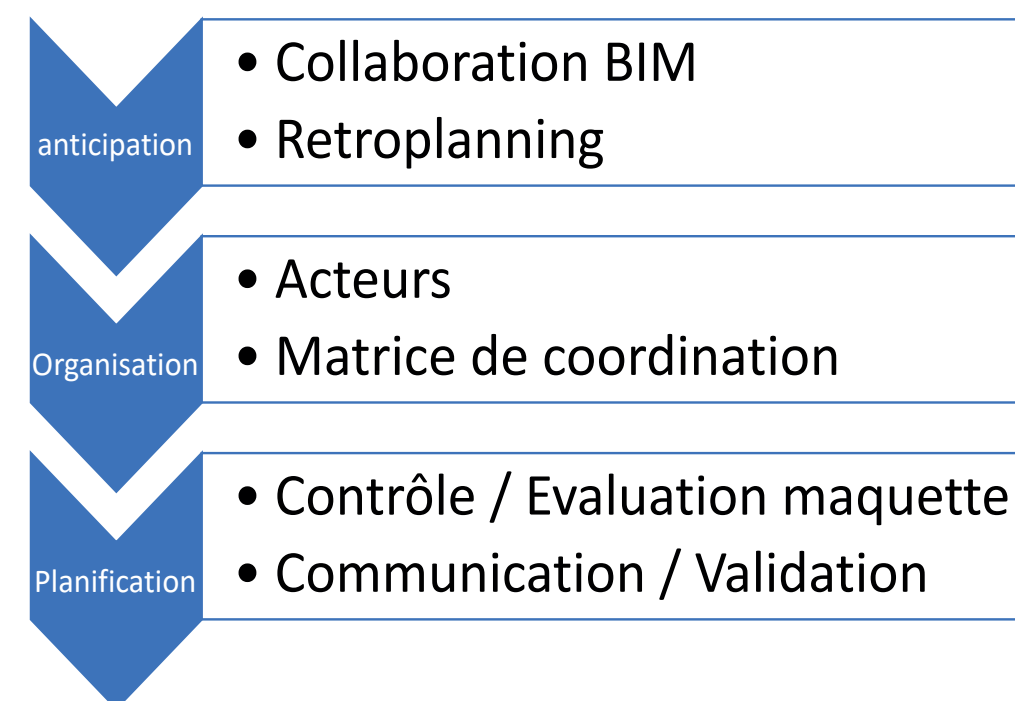 anticipation
• Collaboration BIM
• Retroplanning
Organisation
• Acteurs
• Matrice de coordination
Planification
• Contrôle / Evaluation maquette
• Communication / Validation